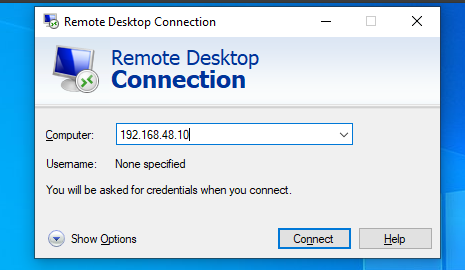 Remote Desktop Connection
Remote Desktop
Connection
Computer: 192.168.48.10
Username: None specified
You will be asked for credentials when you connect.
Show Options Connect Help